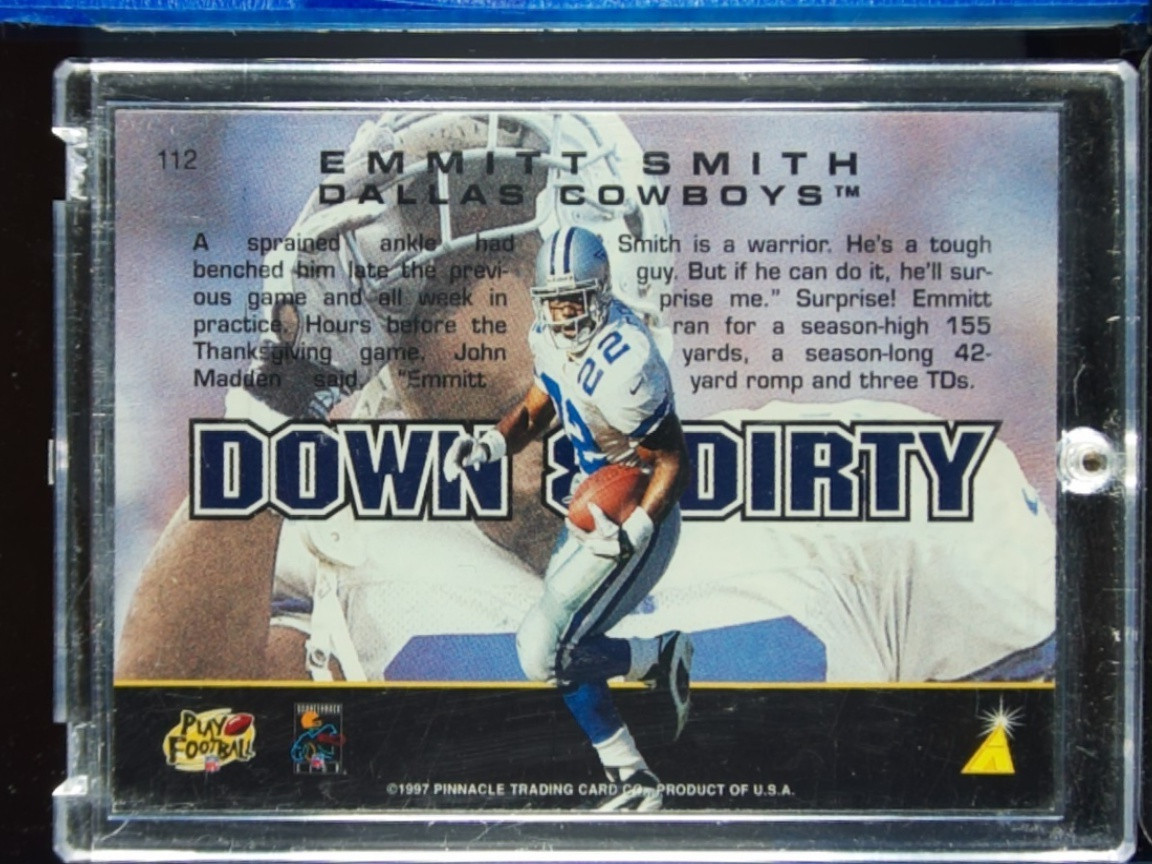 112
EMMITT SMITH
DALLAS COWBOYS™
A sprained ankle had
benched him late the previ-
ous game and all week in
practice. Hours before the
Thanksgiving game, John
Madden said, "Emmitt
Smith is a warrior. He's a tough
guy. But if he can do it, he'll sur-
prise me." Surprise! Emmitt
ran for a season-high 155
yards, a season-long 42-
yard romp and three TDs.
DOWN & DIRTY
22
22
PLAY
FOOTBALL
©1997 PINNACLE TRADING CARD CO., PRODUCT OF U.S.A.